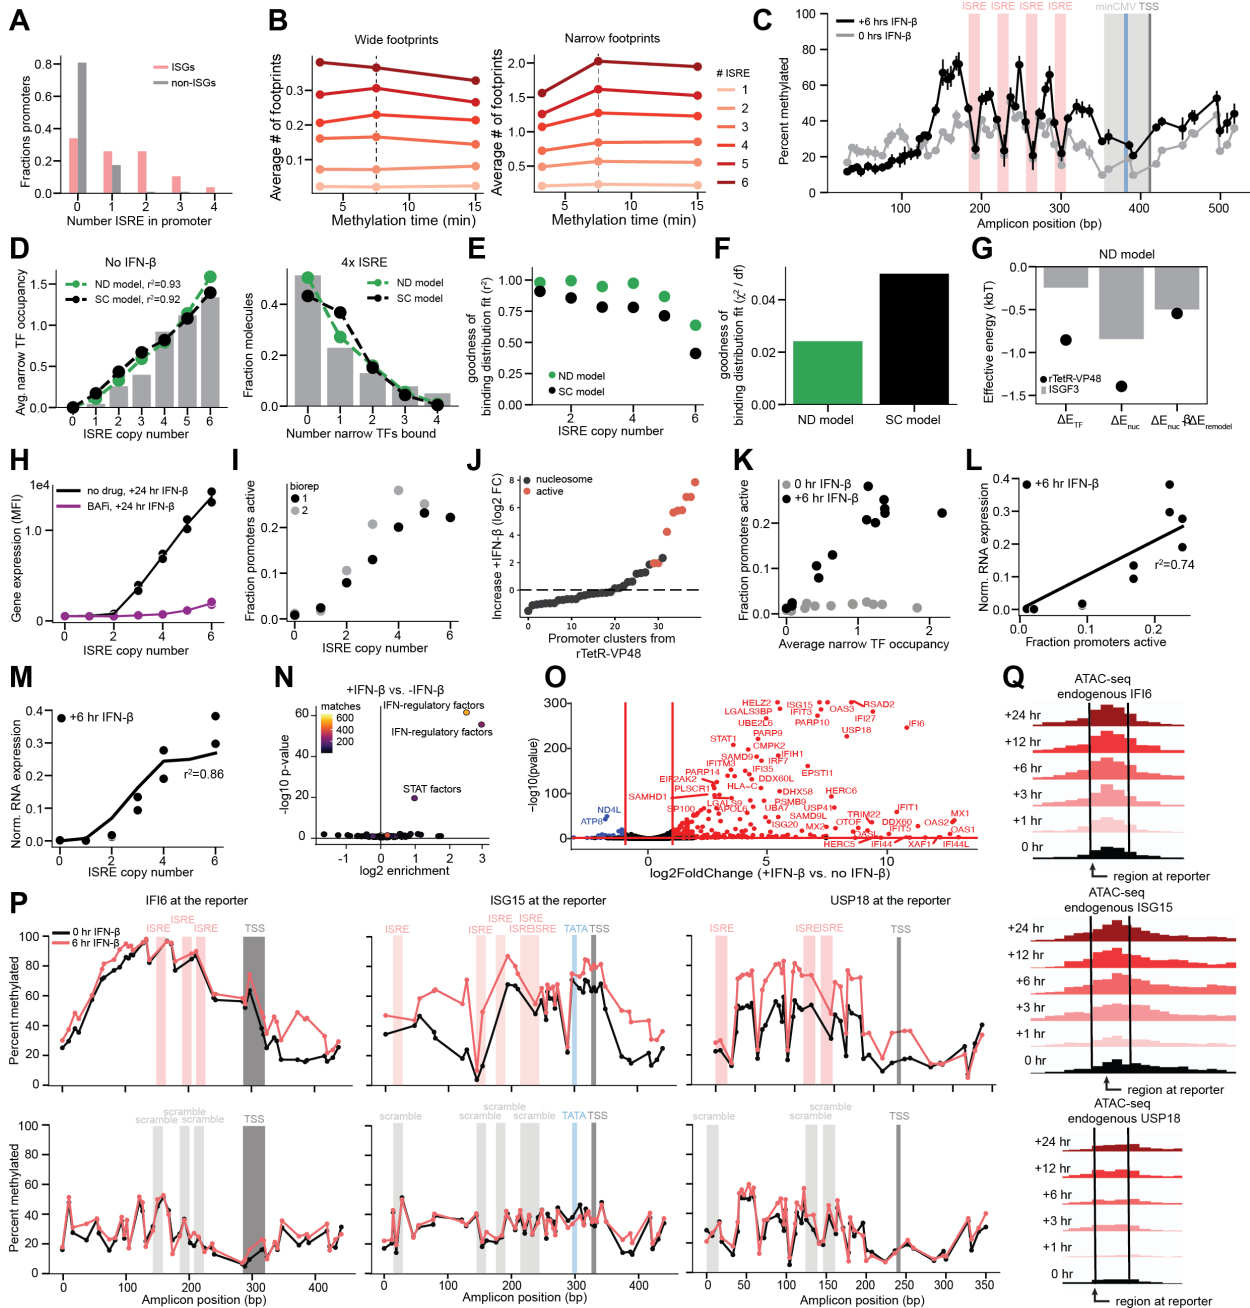 A
ISGs
non-ISGs
Fractions promoters
0.8
0.4
0.0
0 1 2 3 4
Number ISRE in promoter
B
Wide footprints
Average # of footprints
0.3
0.2
0.1
5 10 15
Methylation time (min)
Narrow footprints
Average # of footprints
2.0
1.5
1.0
0.5
5 10 15
Methylation time (min)
# ISRE
1
2
3
4
5
6
C
ISRE ISRE ISRE ISRE
minCMV TSS
+6 hrs IFN-β
0 hrs IFN-β
Percent methylated
100
80
60
40
20
0
100 200 300 400 500
Amplicon position (bp)
D
No IFN-β
ND model, r²=0.93
SC model, r²=0.92
Avg. narrow TF occupancy
1.5
1.0
0.5
0.0
0 1 2 3 4 5 6
ISRE copy number
4x ISRE
ND model
SC model
Fraction molecules
0.4
0.2
0.0
0 1 2 3 4
Number narrow TFs bound
E
goodness of
binding distribution fit (r²)
1.00
0.75
0.50
0.25
0.00
ND model
SC model
2 4 6
ISRE copy number
F
goodness of
binding distribution fit (χ² / df)
0.04
0.02
0.00
ND model SC model
G
ND model
Effective energy (kbT)
0.0
−0.5
−1.0
−1.5
rTetR-VP48
ISGF3
ΔE_TF ΔE_nuc ΔE_nuc-βΔE_remodel
H
1e4
no drug, +24 hr IFN-β
BAFi, +24 hr IFN-β
Gene expression (MFI)
1.0
0.5
0
0 2 4 6
ISRE copy number
I
biorep
1
2
Fraction promoters active
0.2
0.1
0.0
0 2 4 6
ISRE copy number
J
nucleosome
active
Increase +IFN-β (log2 FC)
8
6
4
2
0
0 10 20 30
Promoter clusters from
rTetR-VP48
K
0 hr IFN-β
+6 hr IFN-β
Fraction promoters active
0.3
0.2
0.1
0.0
0 1 2
Average narrow TF occupancy
L
+6 hr IFN-β
Norm. RNA expression
0.4
0.3
0.2
0.1
0.0
r²=0.74
0.0 0.2
Fraction promoters active
M
+6 hr IFN-β
Norm. RNA expression
0.4
0.3
0.2
0.1
0.0
r²=0.86
0 2 4 6
ISRE copy number
N
+IFN-β vs. -IFN-β
matches
600
400
200
IFN-regulatory factors
IFN-regulatory factors
STAT factors
-log10 p-value
60
40
20
0
-1 0 1 2 3
log2 enrichment
O
−log10(pvalue)
300
200
100
0
HELZ2 ISG15 RSAD2
LGALS3BP IFIT3 OAS3
IFI27
UBE2L6 PARP10
IFI6
PARP9 USP18
STAT1
CMPK2
SAMD9 IFIH1
IRF7
IFITM3 IFI35
PARP14 EPSTI1
EIF2AK2 DDX60L
PLSCR1 HLA−C
DHX58 HERC6
SAMHD1
LGALS9 PSMB9
SP100 APOL6 UBA7 USP41 IFIT1
SAMD9L TRIM22 MX1
ISG20 MX2 OTOF DDX60 OAS2
OASL IFIT5 OAS1
HERC5 IFI44 XAF1 IFI44L
ND4L
ATP8
0 5 10
log2FoldChange (+IFN-β vs. no IFN-β)
P
IFI6 at the reporter
0 hr IFN-β
6 hr IFN-β
ISRE
ISRE ISRE
TSS
Percent methylated
100
80
60
40
20
0
0 100 200 300 400
ISG15 at the reporter
ISRE ISRE
ISRE ISRE ISREISRE
TATA TSS
0 100 200 300 400
USP18 at the reporter
ISRE ISREISRE
TSS
scramble
scramble scramble
TSS
Percent methylated
100
80
60
40
20
0
0 100 200 300 400
Amplicon position (bp)
scramble scramble
scramble scramble
TATA TSS
0 100 200 300 400
Amplicon position (bp)
scramble scramble
TSS
0 50 100 150 200 250 300 350
Amplicon position (bp)
Q
ATAC-seq
endogenous IFI6
+24 hr
+12 hr
+6 hr
+3 hr
+1 hr
0 hr
region at reporter
ATAC-seq
endogenous ISG15
+24 hr
+12 hr
+6 hr
+3 hr
+1 hr
0 hr
region at reporter
ATAC-seq
endogenous USP18
+24 hr
+12 hr
+6 hr
+3 hr
+1 hr
0 hr
region at reporter